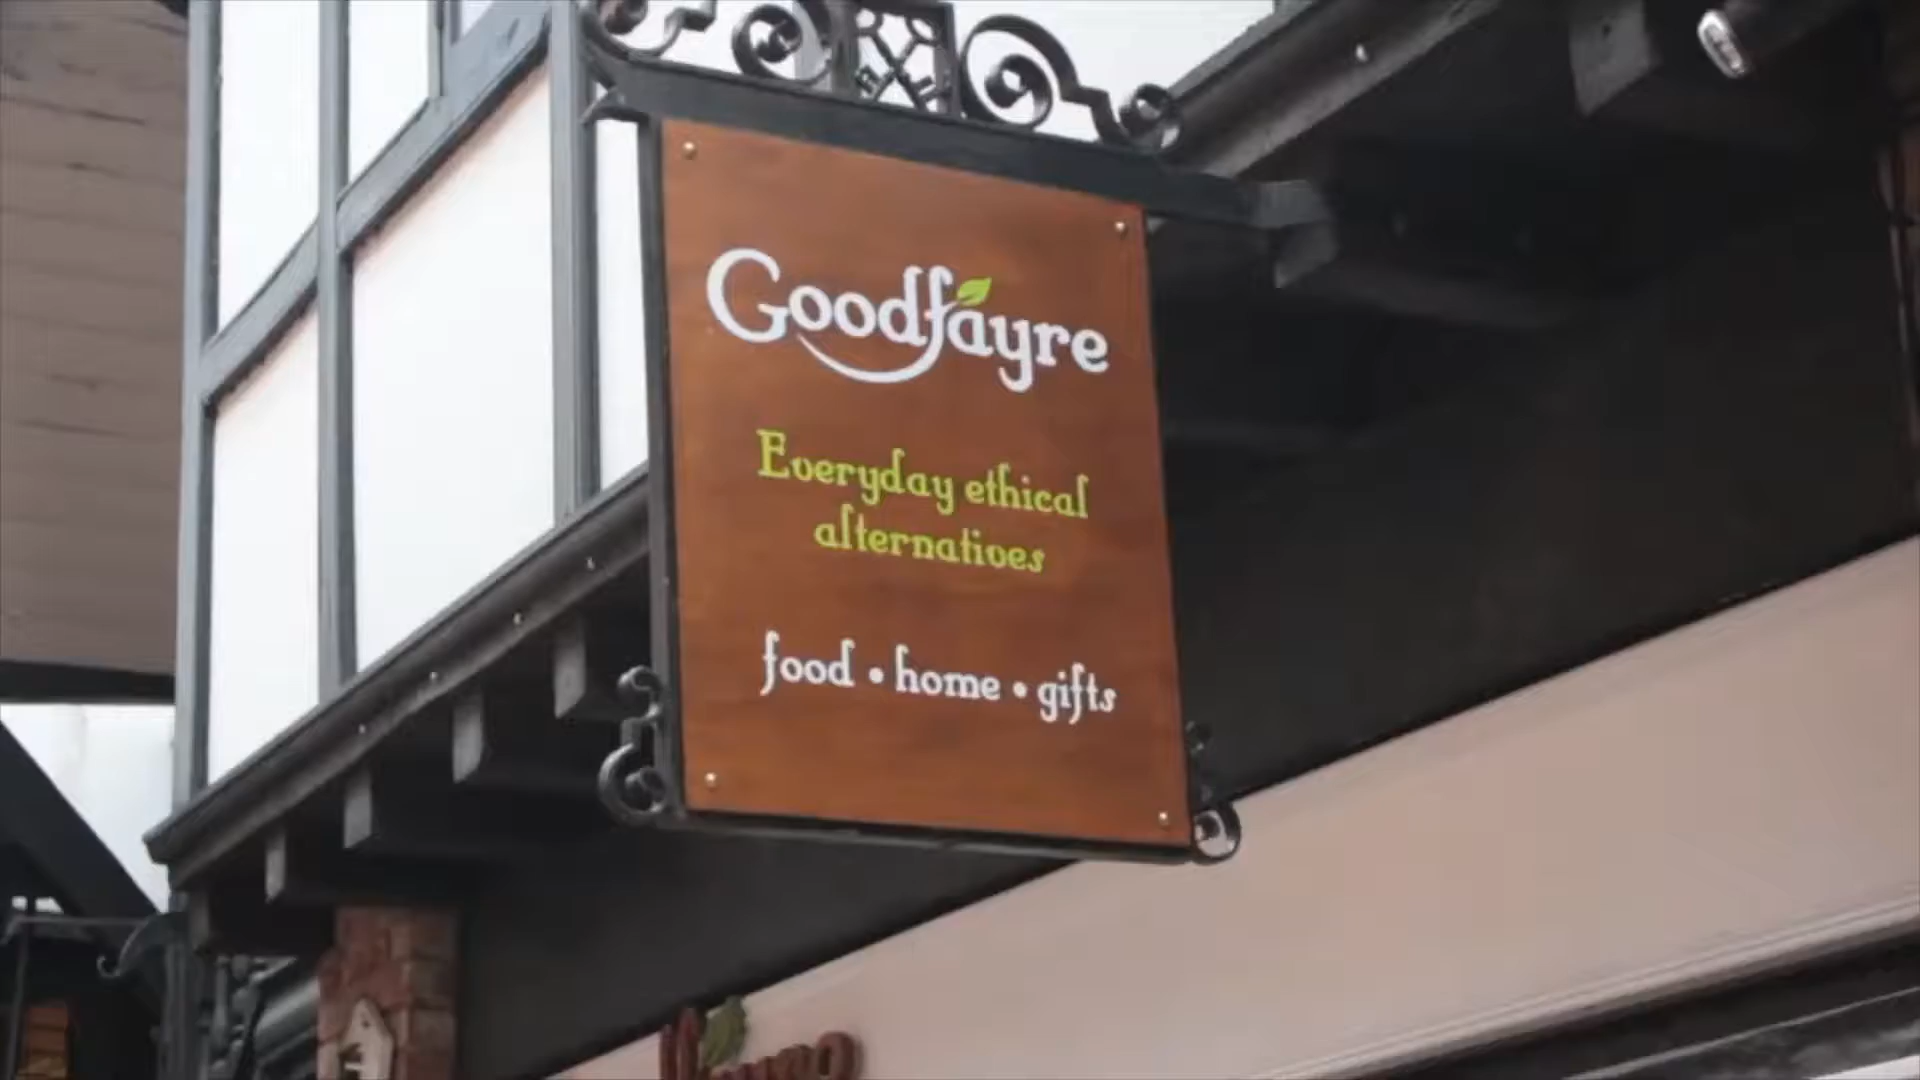 Goodfayre
Everyday ethical
alternatives
food • home • gifts